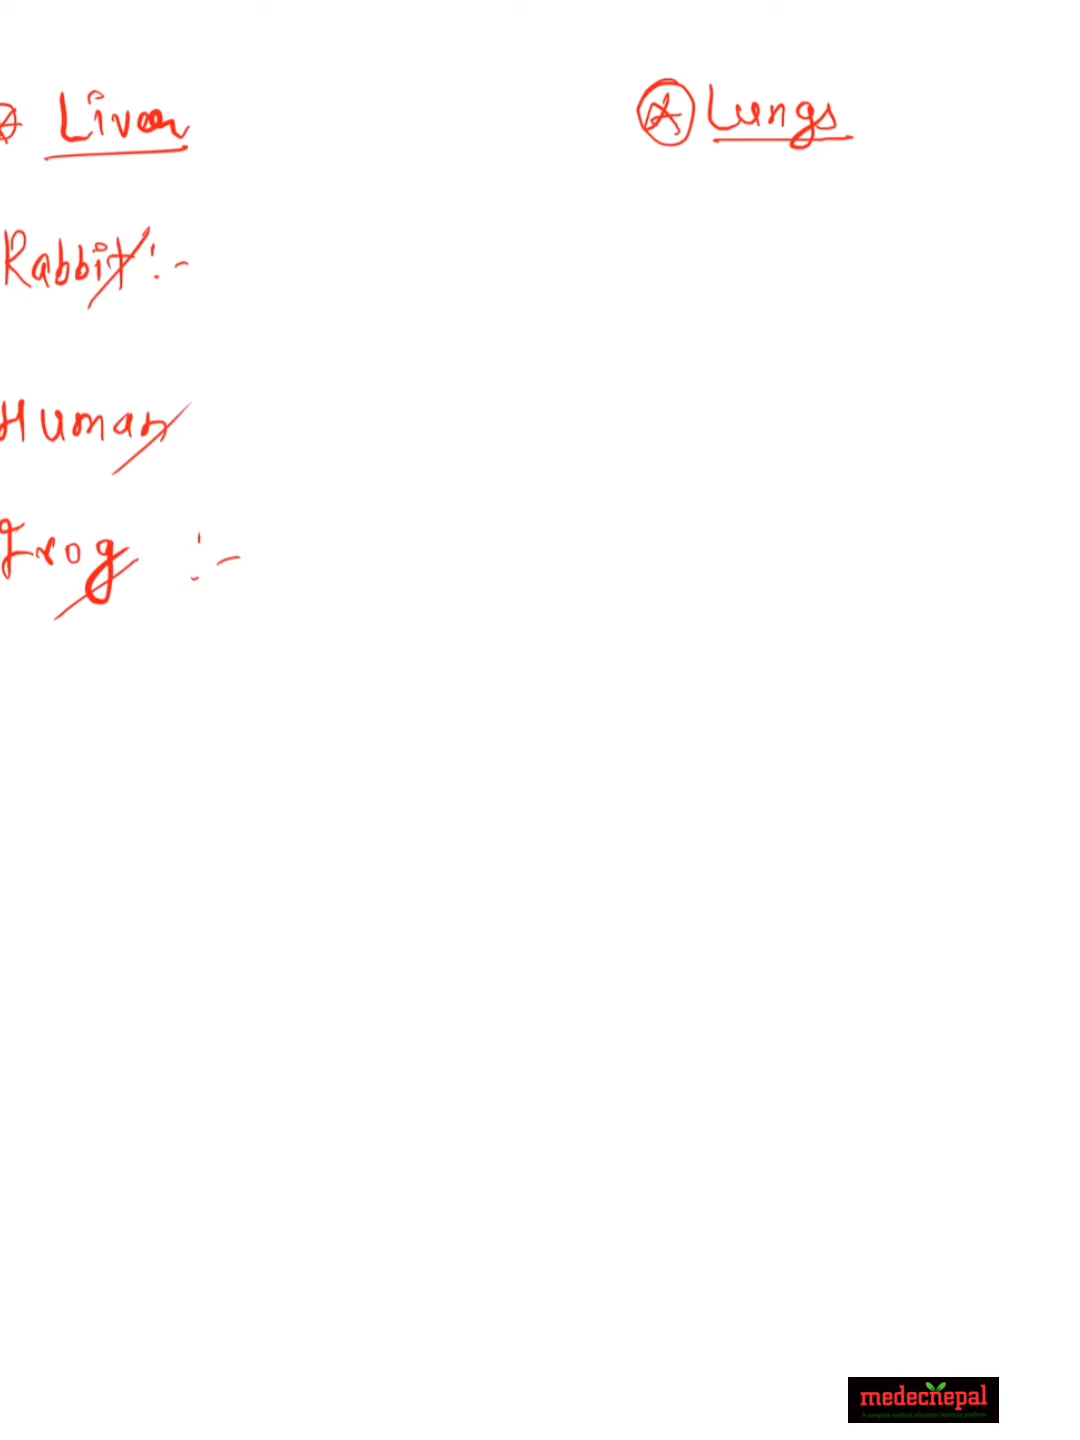 Liver
Lungs
Rabbit :-
Human
Frog :-
medecnepal